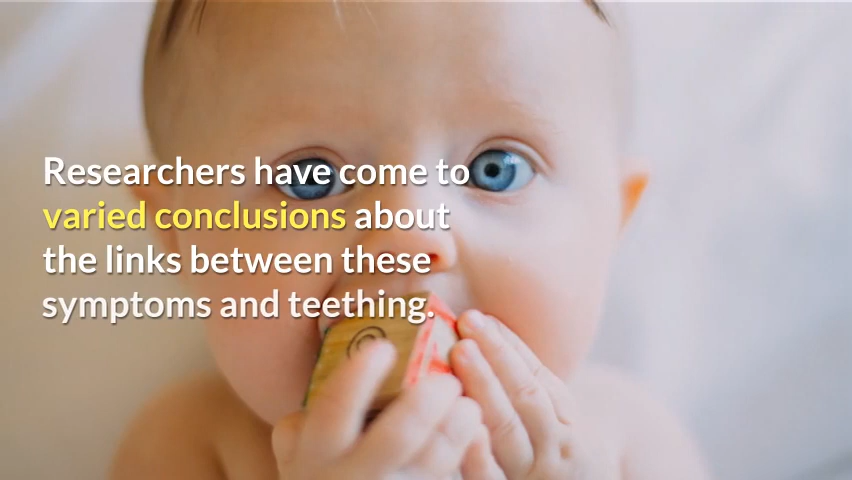 Researchers have come to
varied conclusions about
the links between these
symptoms and teething.